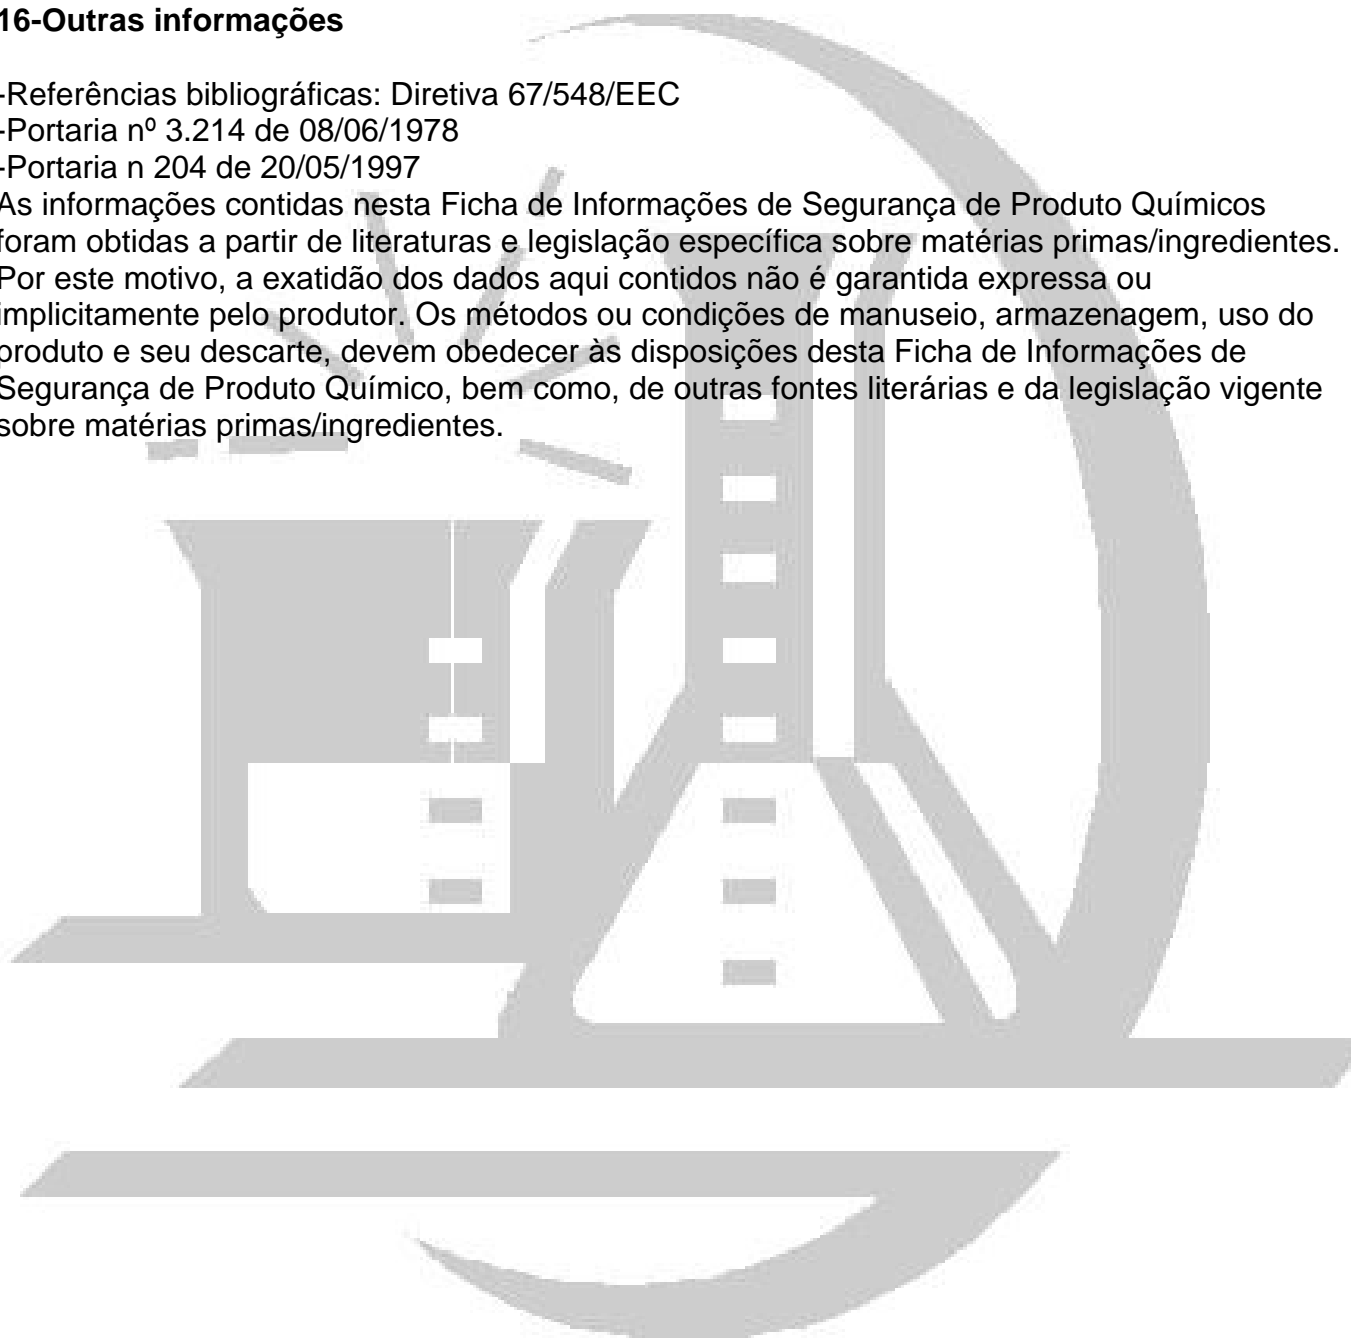 16-Outras informações
-Referências bibliográficas: Diretiva 67/548/EEC
-Portaria nº 3.214 de 08/06/1978
-Portaria n 204 de 20/05/1997
As informações contidas nesta Ficha de Informações de Segurança de Produto Químicos
foram obtidas a partir de literaturas e legislação específica sobre matérias primas/ingredientes.
Por este motivo, a exatidão dos dados aqui contidos não é garantida expressa ou
implicitamente pelo produtor. Os métodos ou condições de manuseio, armazenagem, uso do
produto e seu descarte, devem obedecer às disposições desta Ficha de Informações de
Segurança de Produto Químico, bem como, de outras fontes literárias e da legislação vigente
sobre matérias primas/ingredientes.